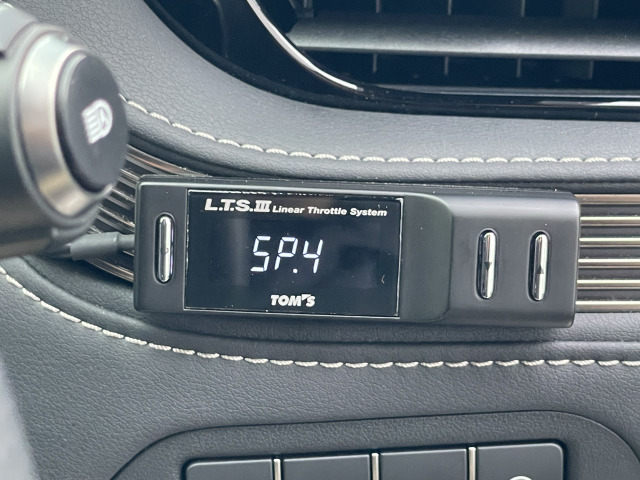 L.T.S.III Linear Throttle System
SP.4
TOM'S